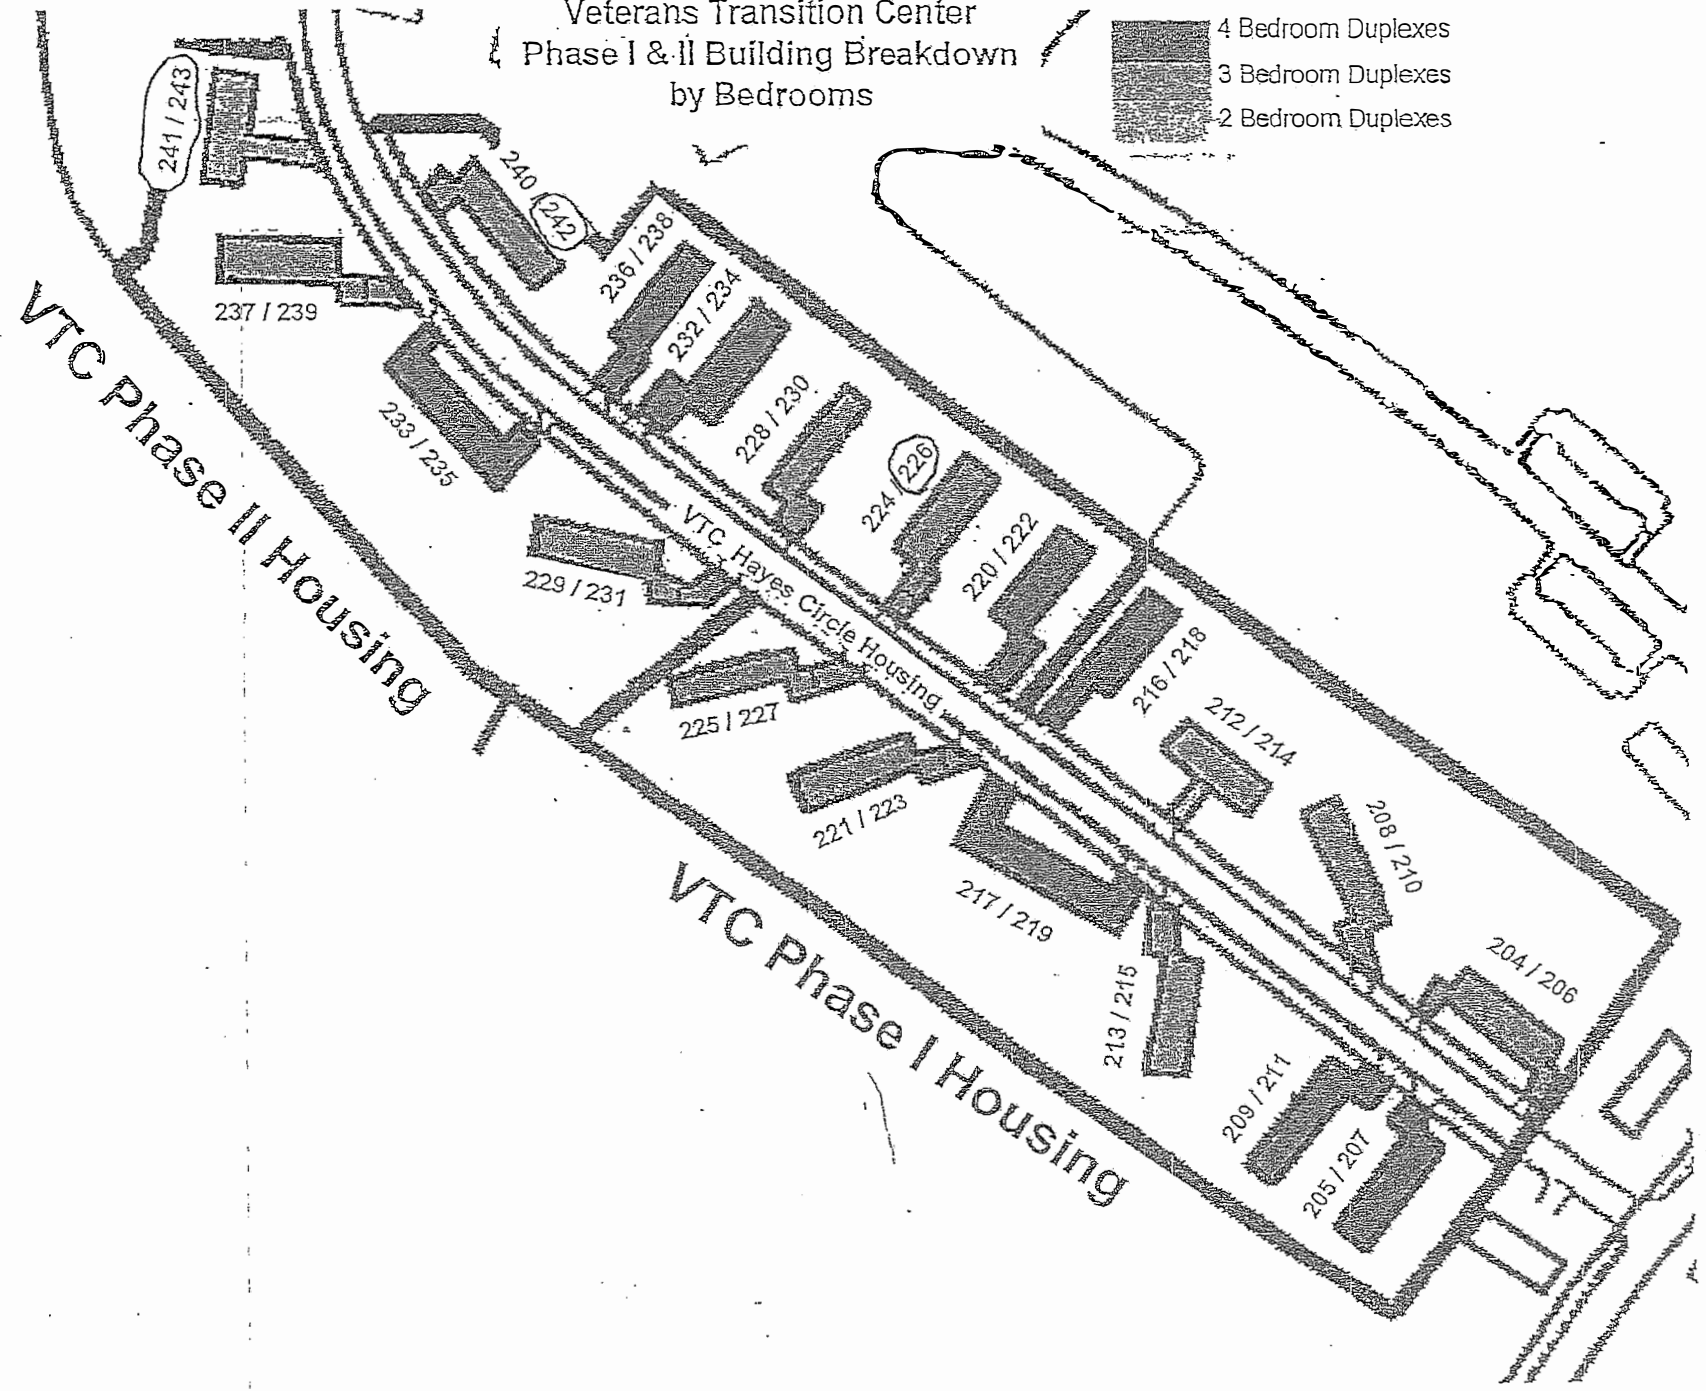 Veterans Transition Center
Phase I & II Building Breakdown
by Bedrooms
4 Bedroom Duplexes
3 Bedroom Duplexes
2 Bedroom Duplexes
241 / 243
240 / 242
237 / 239
236 / 238
232 / 234
233 / 235
228 / 230
224 / 226
229 / 231
220 / 222
225 / 227
216 / 218
212 / 214
221 / 223
217 / 219
208 / 210
213 / 215
204 / 206
209 / 211
205 / 207
VTC Hayes Circle Housing
VTC Phase II Housing
VTC Phase I Housing